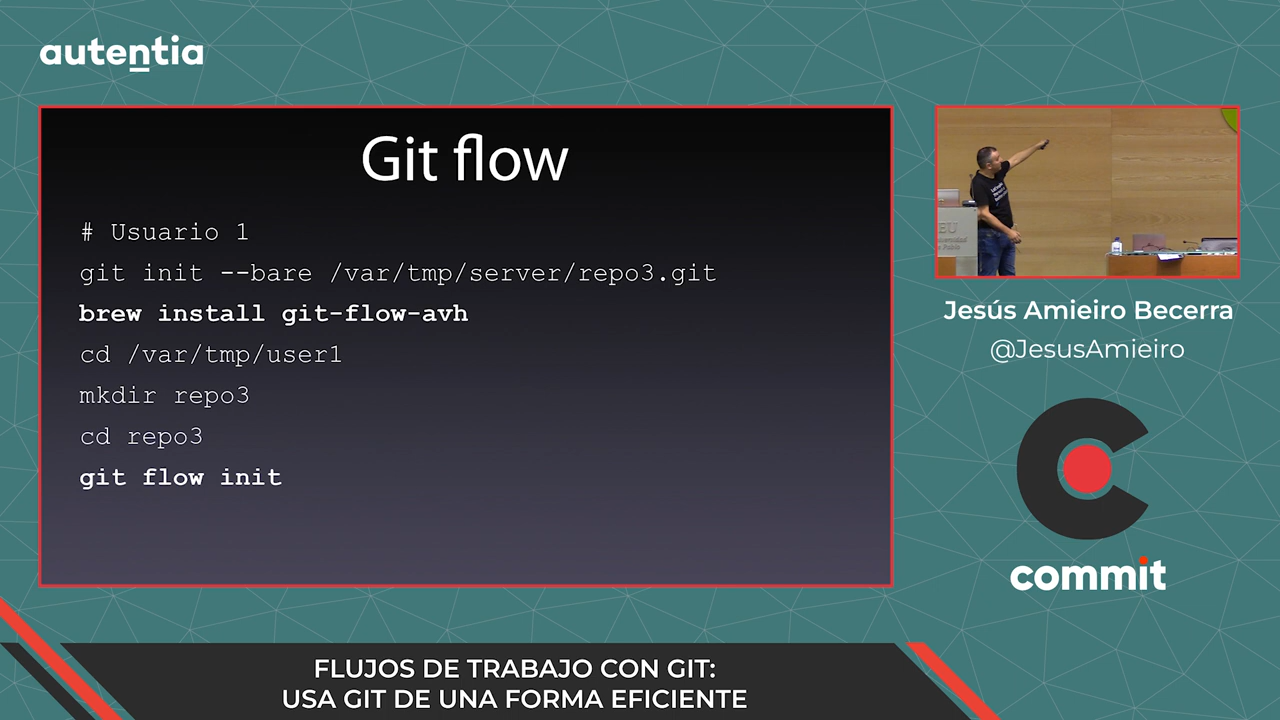 autentia
Git flow
# Usuario 1
git init --bare /var/tmp/server/repo3.git
brew install git-flow-avh
cd /var/tmp/user1
mkdir repo3
cd repo3
git flow init
EU
Jesús Amieiro Becerra
@JesusAmieiro
commit
FLUJOS DE TRABAJO CON GIT:
USA GIT DE UNA FORMA EFICIENTE